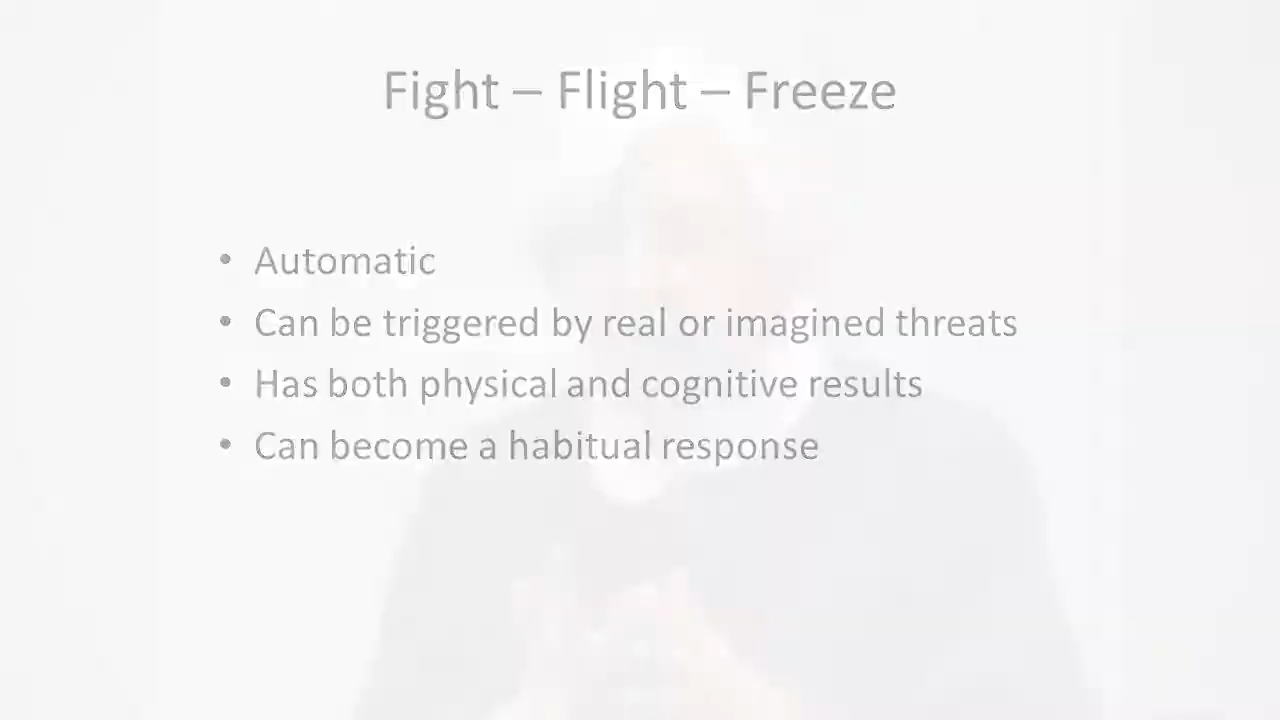 Fight – Flight – Freeze
• Automatic
• Can be triggered by real or imagined threats
• Has both physical and cognitive results
• Can become a habitual response